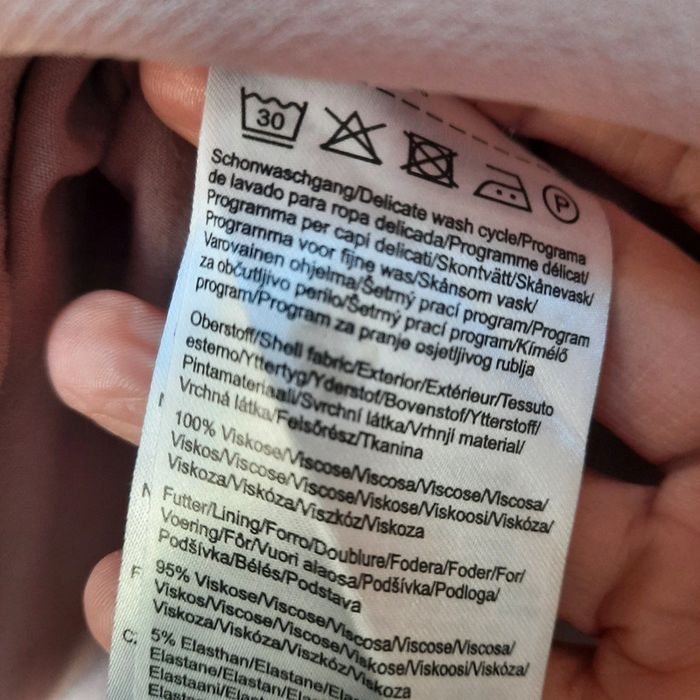 30
P
Schonwaschgang/Delicate wash cycle/Programa
de lavado para ropa delicada/Programme délicat/
Programma per capi delicati/Skontvätt/Skånevask/
Programma voor fijne was/Skånsom vask/
Varovainen ohjelma/Šetrný prací program/Program
za občutljivo perilo/Šetrný prací program/Kímélő
program/Program za pranje osjetljivog rublja
Oberstoff/Shell fabric/Exterior/Extérieur/Tessuto
esterno/Yttertyg/Yderstof/Bovenstof/Ytterstoff/
Pintamateriaali/Svrchní látka/Vrhnji material/
Vrchná látka/Felsőrész/Tkanina
100% Viskose/Viscose/Viscosa/Viscose/Viscosa/
Viskos/Viscose/Viscose/Viskose/Viskoosi/Viskóza/
Viskoza/Viskóza/Viszkóz/Viskoza
Futter/Lining/Forro/Doublure/Fodera/Foder/For/
Voering/Fôr/Vuori alaosa/Podšívka/Podloga/
Podšívka/Bélés/Podstava
95% Viskose/Viscose/Viscosa/Viscose/Viscosa/
Viskos/Viscose/Viscose/Viskose/Viskoosi/Viskóza/
Viskoza/Viskóza/Viszkóz/Viskoza
5% Elasthan/Elastane/
Elastane/Elastan/
Elastaani/